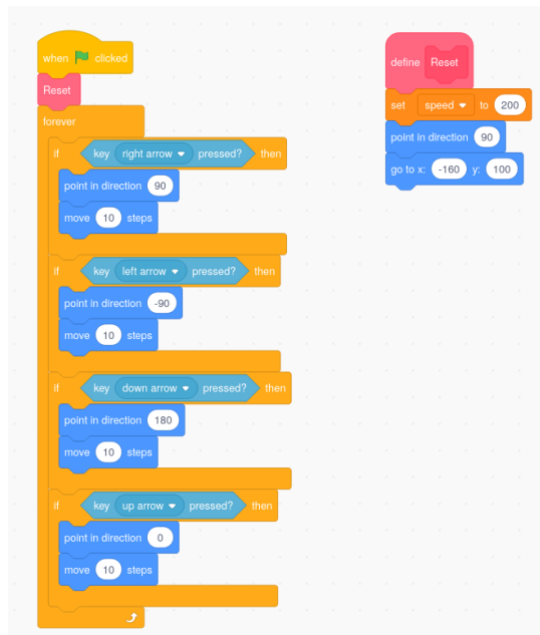 when clicked
Reset
forever
if key right arrow pressed? then
point in direction 90
move 10 steps
if key left arrow pressed? then
point in direction -90
move 10 steps
if key down arrow pressed? then
point in direction 180
move 10 steps
if key up arrow pressed? then
point in direction 0
move 10 steps
define Reset
set speed to 200
point in direction 90
go to x: -160 y: 100